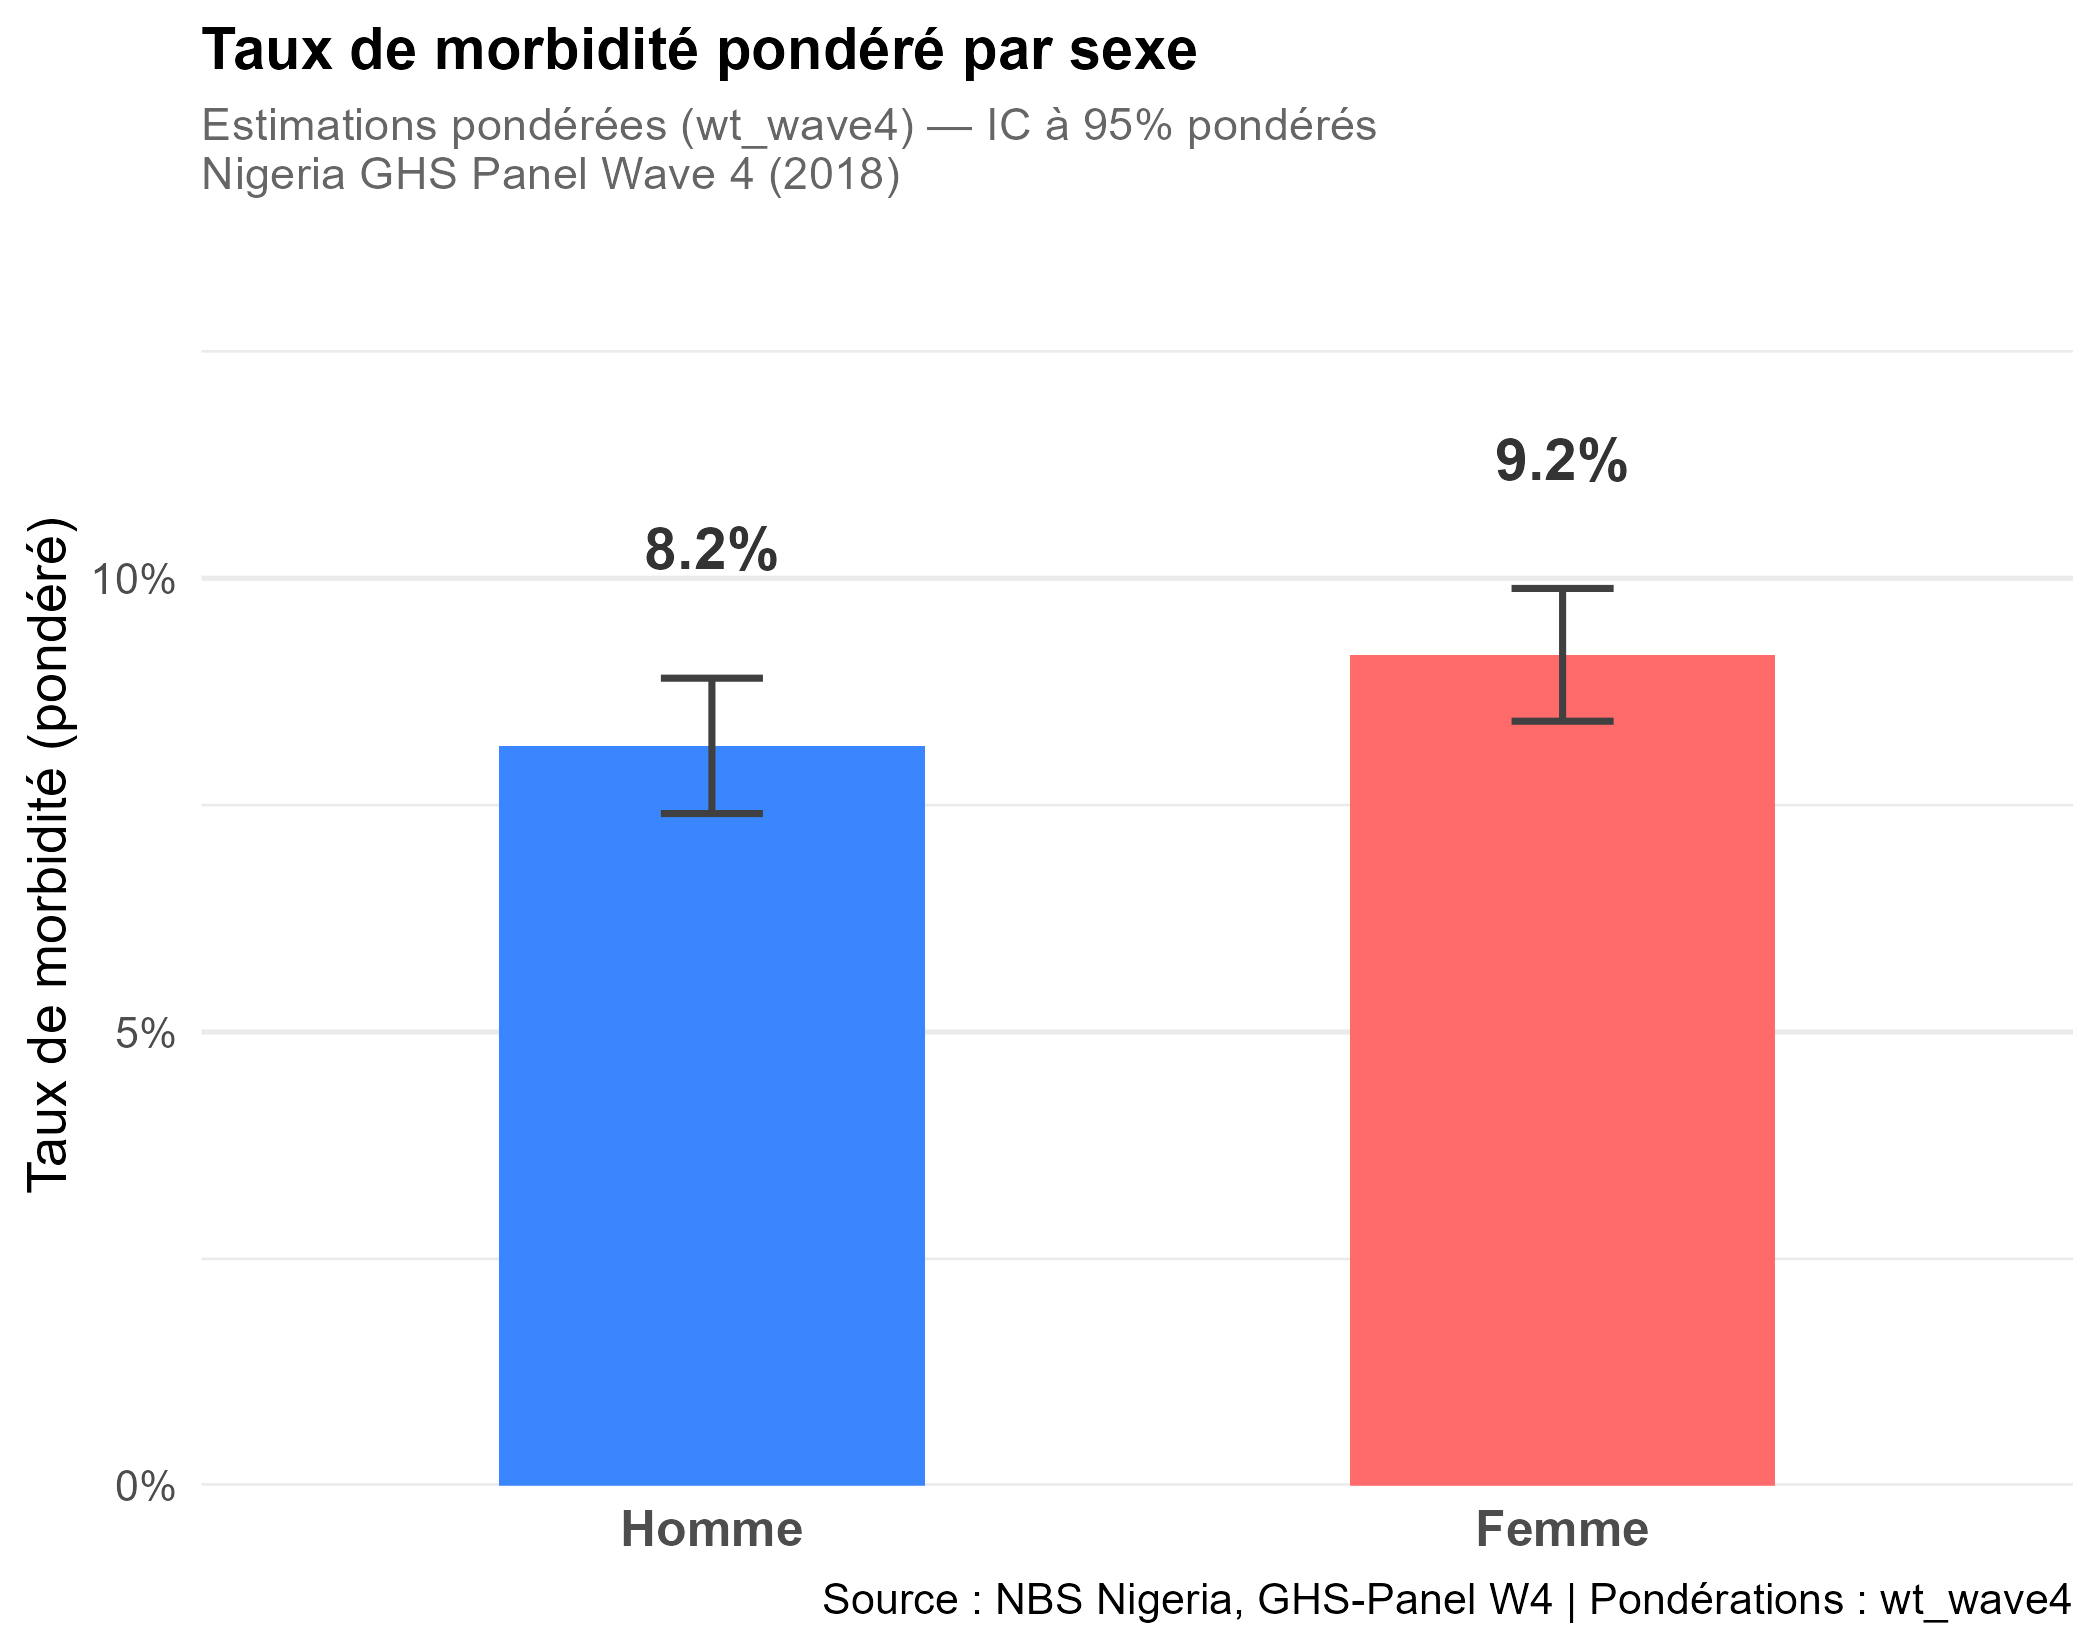 Taux de morbidité pondéré par sexe
Estimations pondérées (wt_wave4) — IC à 95% pondérés
Nigeria GHS Panel Wave 4 (2018)
Taux de morbidité (pondéré)
10%
5%
0%
8.2%
9.2%
Homme
Femme
Source : NBS Nigeria, GHS-Panel W4 | Pondérations : wt_wave4